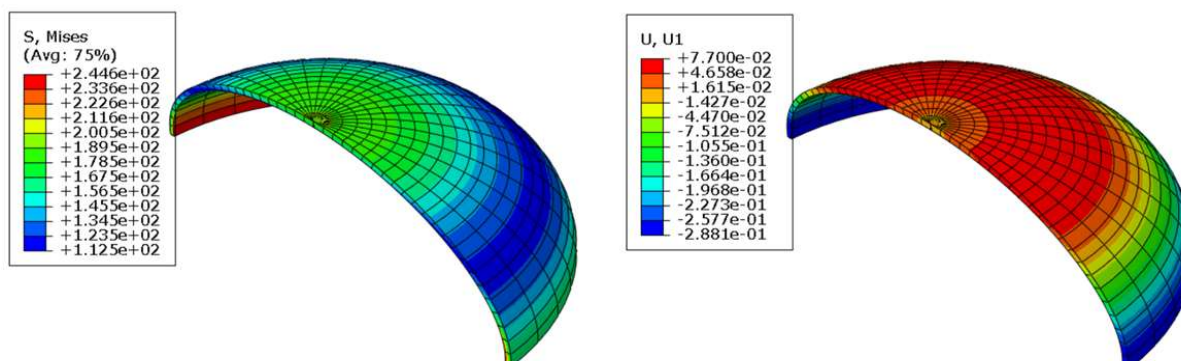 S, Mises
(Avg: 75%)
+2.446e+02
+2.336e+02
+2.226e+02
+2.116e+02
+2.005e+02
+1.895e+02
+1.785e+02
+1.675e+02
+1.565e+02
+1.455e+02
+1.345e+02
+1.235e+02
+1.125e+02
U, U1
+7.700e-02
+4.658e-02
+1.615e-02
-1.427e-02
-4.470e-02
-7.512e-02
-1.055e-01
-1.360e-01
-1.664e-01
-1.968e-01
-2.273e-01
-2.577e-01
-2.881e-01